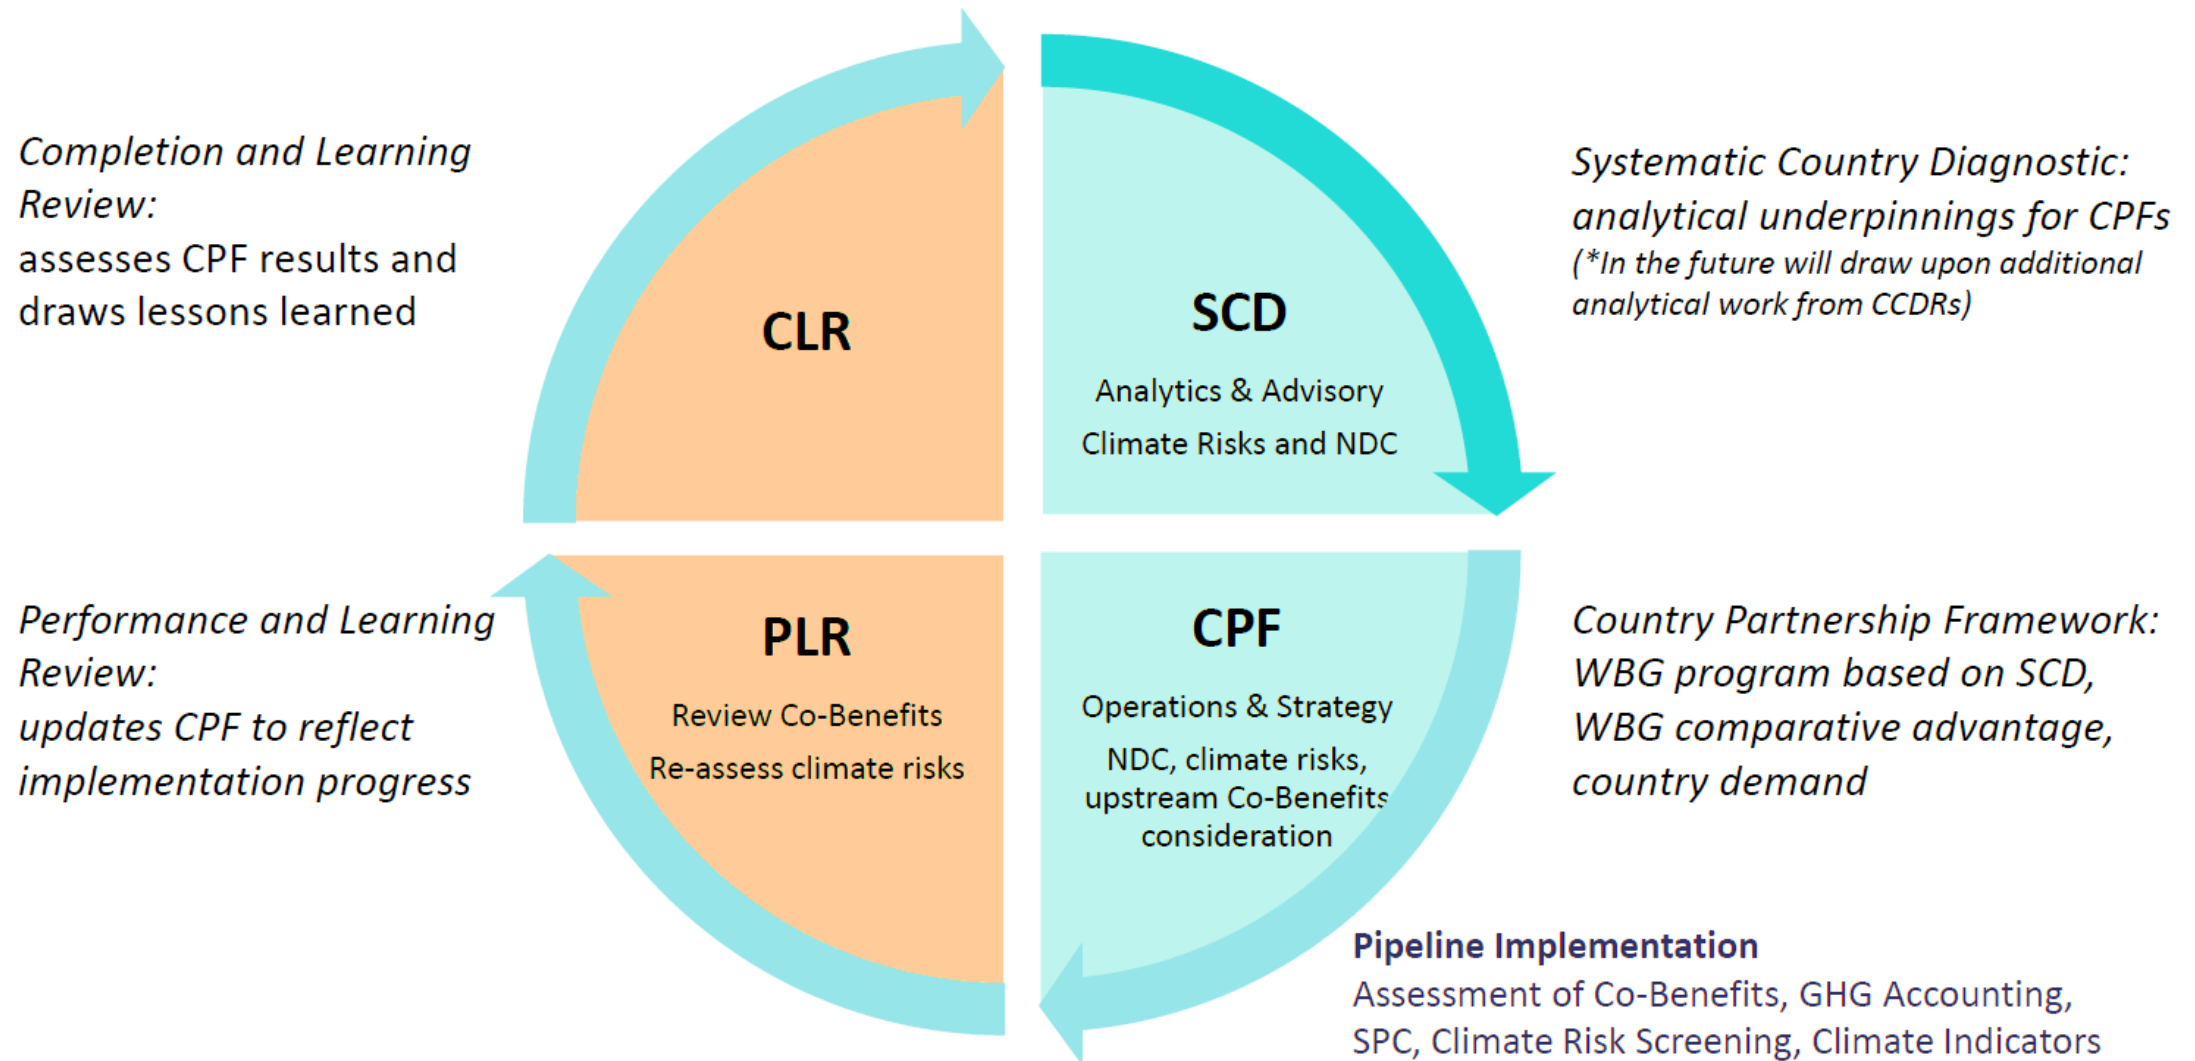 Completion and Learning
Review:
assesses CPF results and
draws lessons learned
CLR
SCD
Analytics & Advisory
Climate Risks and NDC
Systematic Country Diagnostic:
analytical underpinnings for CPFs
(*In the future will draw upon additional
analytical work from CCDRs)
Performance and Learning
Review:
updates CPF to reflect
implementation progress
PLR
Review Co-Benefits
Re-assess climate risks
CPF
Operations & Strategy
NDC, climate risks,
upstream Co-Benefits
consideration
Country Partnership Framework:
WBG program based on SCD,
WBG comparative advantage,
country demand
Pipeline Implementation
Assessment of Co-Benefits, GHG Accounting,
SPC, Climate Risk Screening, Climate Indicators